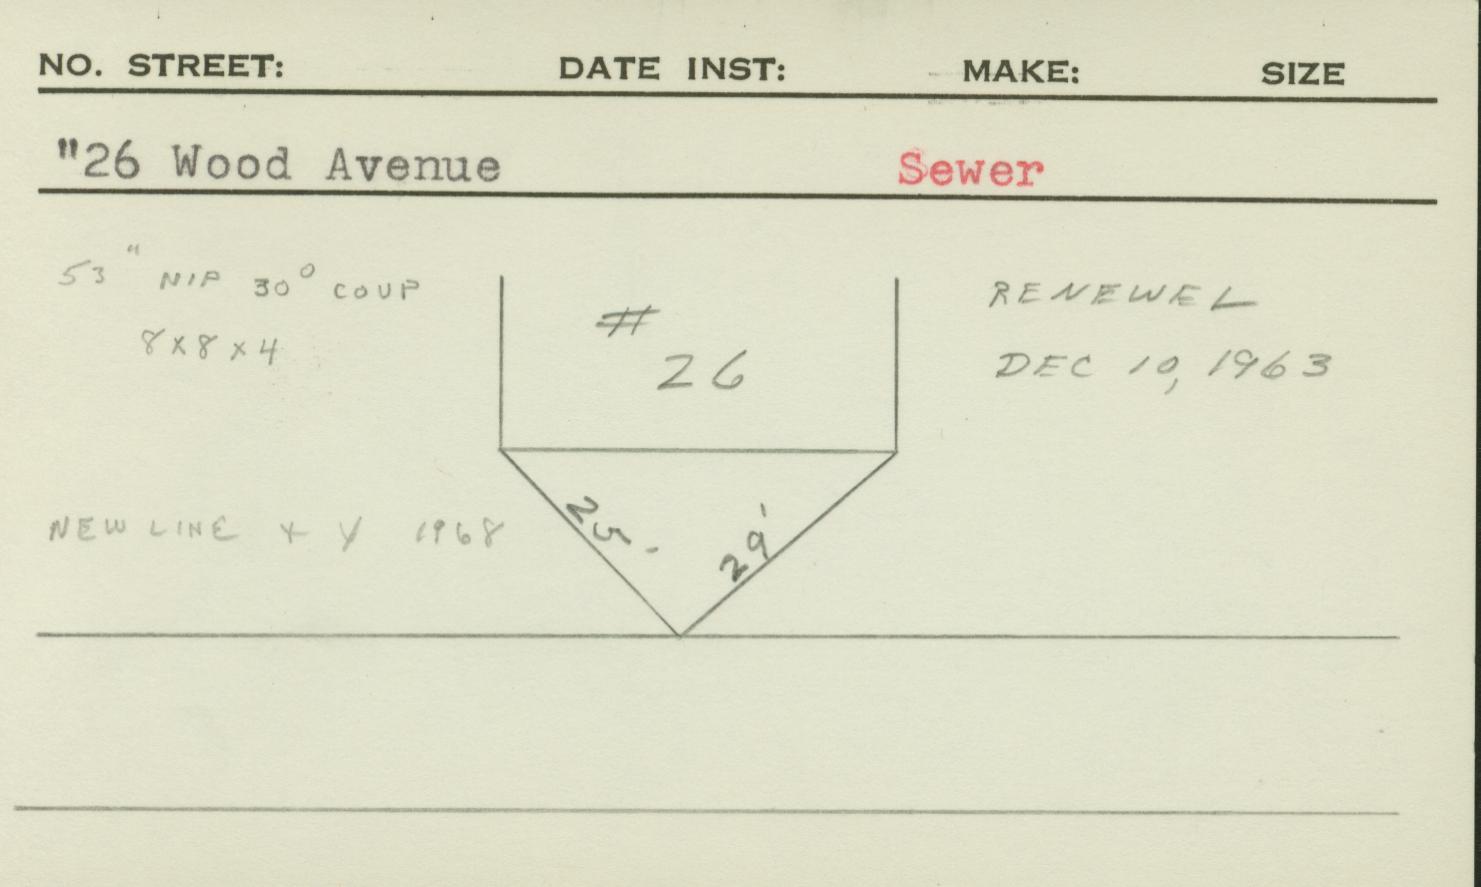 NO. STREET: DATE INST: MAKE: SIZE
"26 Wood Avenue Sewer
53" NIP 30° COUP
8x8x4
#
26
RENEWEL
DEC 10, 1963
25'
29'
NEW LINE + Y 1968